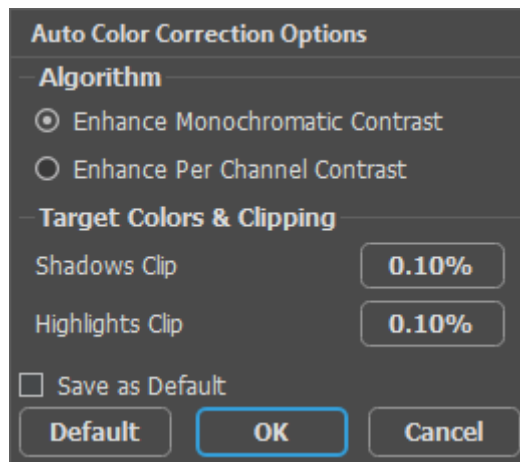 Auto Color Correction Options
Algorithm
Enhance Monochromatic Contrast
Enhance Per Channel Contrast
Target Colors & Clipping
Shadows Clip 0.10%
Highlights Clip 0.10%
Save as Default
Default OK Cancel